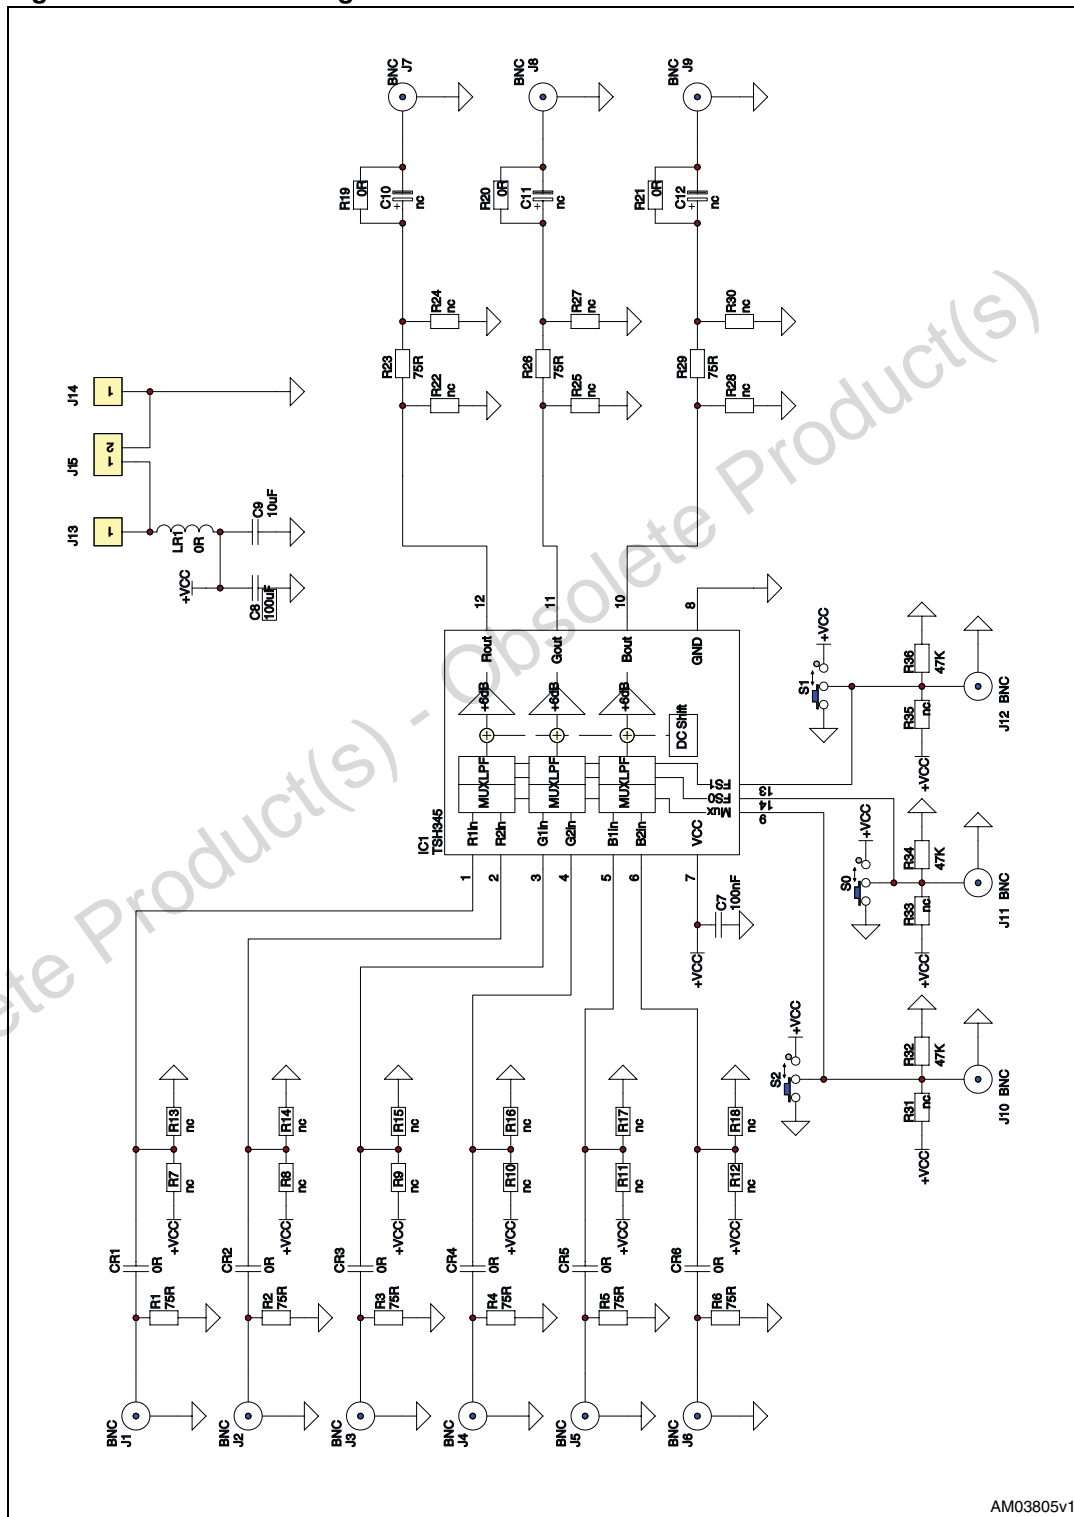 BNC
J7
BNC
J8
BNC
J9
R19
0R
C10
+
nc
R20
0R
C11
+
nc
R21
0R
C12
+
nc
R24
nc
R27
nc
R30
nc
R23
75R
R26
75R
R29
75R
R22
nc
R25
nc
R28
nc
J14
1
J15
1 2
J13
1
LR1
0R
C9
10uF
+VCC
C8
100uF
12
11
10
8
Rout
Gout
Bout
GND
+6dB
+6dB
+6dB
DC Shift
MUX
LPF
MUX
LPF
MUX
LPF
FS1
FS0
Mux
13
14
9
IC1
TSH345
R1in
R2in
G1in
G2in
B1in
B2in
VCC
1
2
3
4
5
6
7
C7
100nF
+VCC
S1
+VCC
R36
47K
R35
nc
+VCC
J12 BNC
S0
+VCC
R34
47K
R33
nc
+VCC
J11 BNC
S2
+VCC
R32
47K
R31
nc
+VCC
J10 BNC
R13
nc
R7
nc
+VCC
R14
nc
R8
nc
+VCC
R15
nc
R9
nc
+VCC
R16
nc
R10
nc
+VCC
R17
nc
R11
nc
+VCC
R18
nc
R12
nc
+VCC
CR1
0R
CR2
0R
CR3
0R
CR4
0R
CR5
0R
CR6
0R
R1
75R
R2
75R
R3
75R
R4
75R
R5
75R
R6
75R
BNC
J1
BNC
J2
BNC
J3
BNC
J4
BNC
J5
BNC
J6
Product(s) - Obsolete Product(s)
AM03805v1